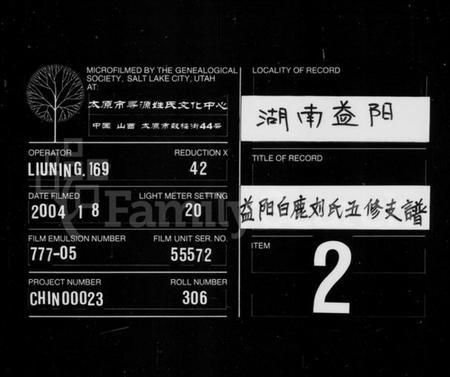 MICROFILMED BY THE GENEALOGICAL
SOCIETY, SALT LAKE CITY, UTAH
AT:
太原市寻源姓氏文化中心
中国 山西 太原市鼓楼街44号
OPERATOR
REDUCTION X
LIUNING,169
42
DATE FILMED
LIGHT METER SETTING
2004 1 8
20
FILM EMULSION NUMBER
FILM UNIT SER. NO.
777-05
55572
PROJECT NUMBER
ROLL NUMBER
CHIN00023
306
LOCALITY OF RECORD
湖南益阳
TITLE OF RECORD
益阳白鹿刘氏五修支譜
ITEM
2
Family